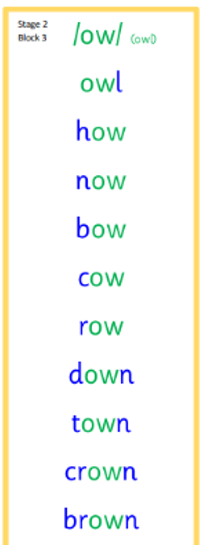 Stage 2
Block 3
/ow/ (owl)
owl
how
now
bow
cow
row
down
town
crown
brown